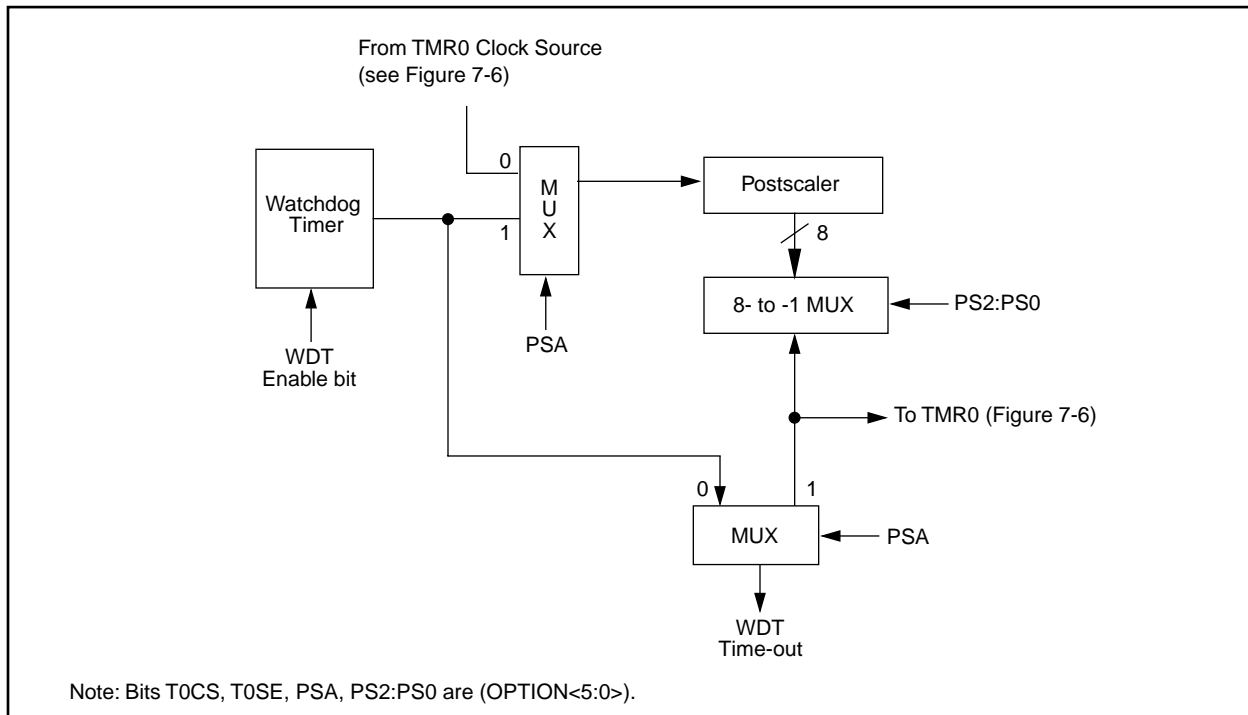 From TMR0 Clock Source
(see Figure 7-6)
0
M
U
X
1
Watchdog
Timer
Postscaler
8
8- to -1 MUX
PS2:PS0
PSA
WDT
Enable bit
To TMR0 (Figure 7-6)
0
1
MUX
PSA
WDT
Time-out
Note: Bits T0CS, T0SE, PSA, PS2:PS0 are (OPTION<5:0>).